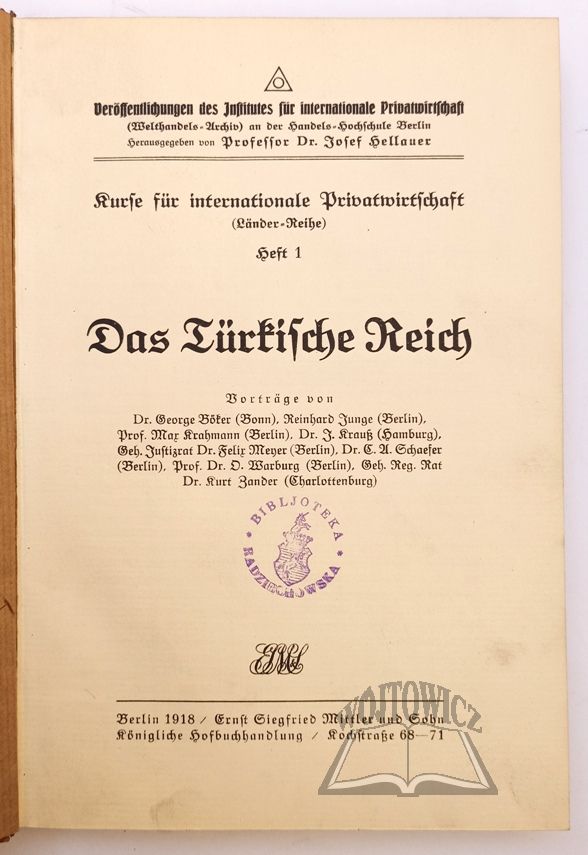 Veröffentlichungen des Institutes für internationale Privatwirtschaft
(Welthandels-Archiv) an der Handels-Hochschule Berlin
Herausgegeben von Professor Dr. Josef Hellauer
Kurse für internationale Privatwirtschaft
(Länder-Reihe)
Heft 1
Das Türkische Reich
Vorträge von
Dr. George Böker (Bonn), Reinhard Junge (Berlin),
Prof. Max Krahmann (Berlin), Dr. J. Krauß (Hamburg),
Geh. Justizrat Dr. Felix Meyer (Berlin), Dr. C. A. Schaefer
(Berlin), Prof. Dr. O. Warburg (Berlin), Geh. Reg. Rat
Dr. Kurt Zander (Charlottenburg)
* BIBLJOTEKA *
RADZIECHOWSKA
ESMS
Berlin 1918 / Ernst Siegfried Mittler und Sohn
Königliche Hofbuchhandlung / Kochstraße 68—71
WÓJTOWICZ